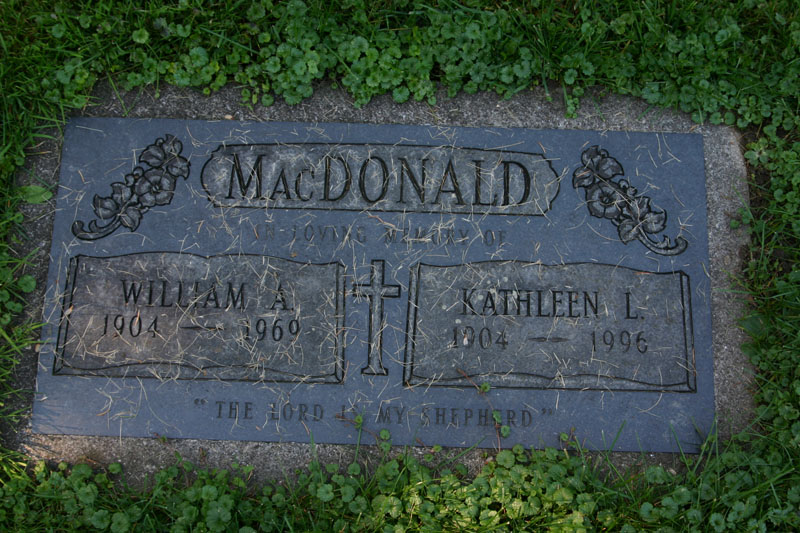 MacDONALD
IN LOVING MEMORY OF
WILLIAM A.
1904 — 1969
KATHLEEN L.
1904 — 1996
"THE LORD IS MY SHEPHERD"